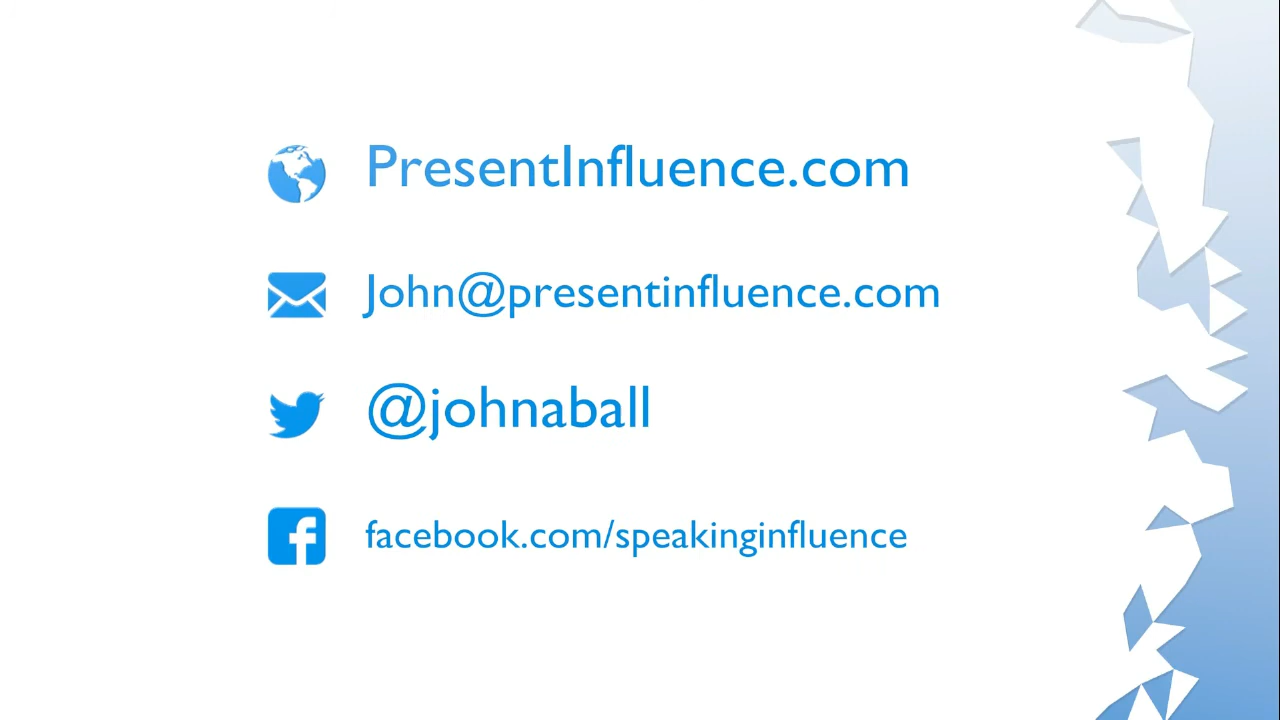 PresentInfluence.com
John@presentinfluence.com
@johnaball
facebook.com/speakinginfluence